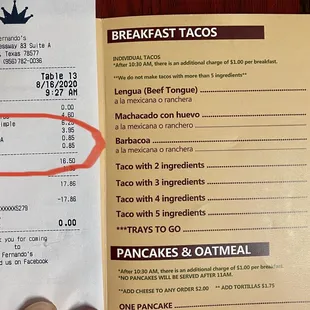 Fernando's
ressway 83 Suite A
, Texas 78577
(956)782-0036
Table 13
8/16/2020
9:27 AM
0.00
4.60
imple
6.20
3.95
A
0.85
0.85
16.50
17.86
XXXXX5279
17.86
0.00
k you for coming
to
Fernando's
d us on Facebook
BREAKFAST TACOS
INDIVIDUAL TACOS
*After 10:30 AM, there is an additional charge of $1.00 per breakfast.
**We do not make tacos with more than 5 ingredients**
Lengua (Beef Tongue)
a la mexicana o ranchera
Machacado con huevo
a la mexicana o ranchero
Barbacoa
a la mexicana o ranchera
Taco with 2 ingredients
Taco with 3 ingredients
Taco with 4 ingredients
Taco with 5 ingredients
***TRAYS TO GO
PANCAKES & OATMEAL
*After 10:30 AM, there is an additional charge of $1.00 per breakfast
*NO PANCAKES WILL BE SERVED AFTER 11AM.
**ADD CHEESE TO ANY ORDER $2.00 ** ADD TORTILLAS $1.75
ONE PANCAKE